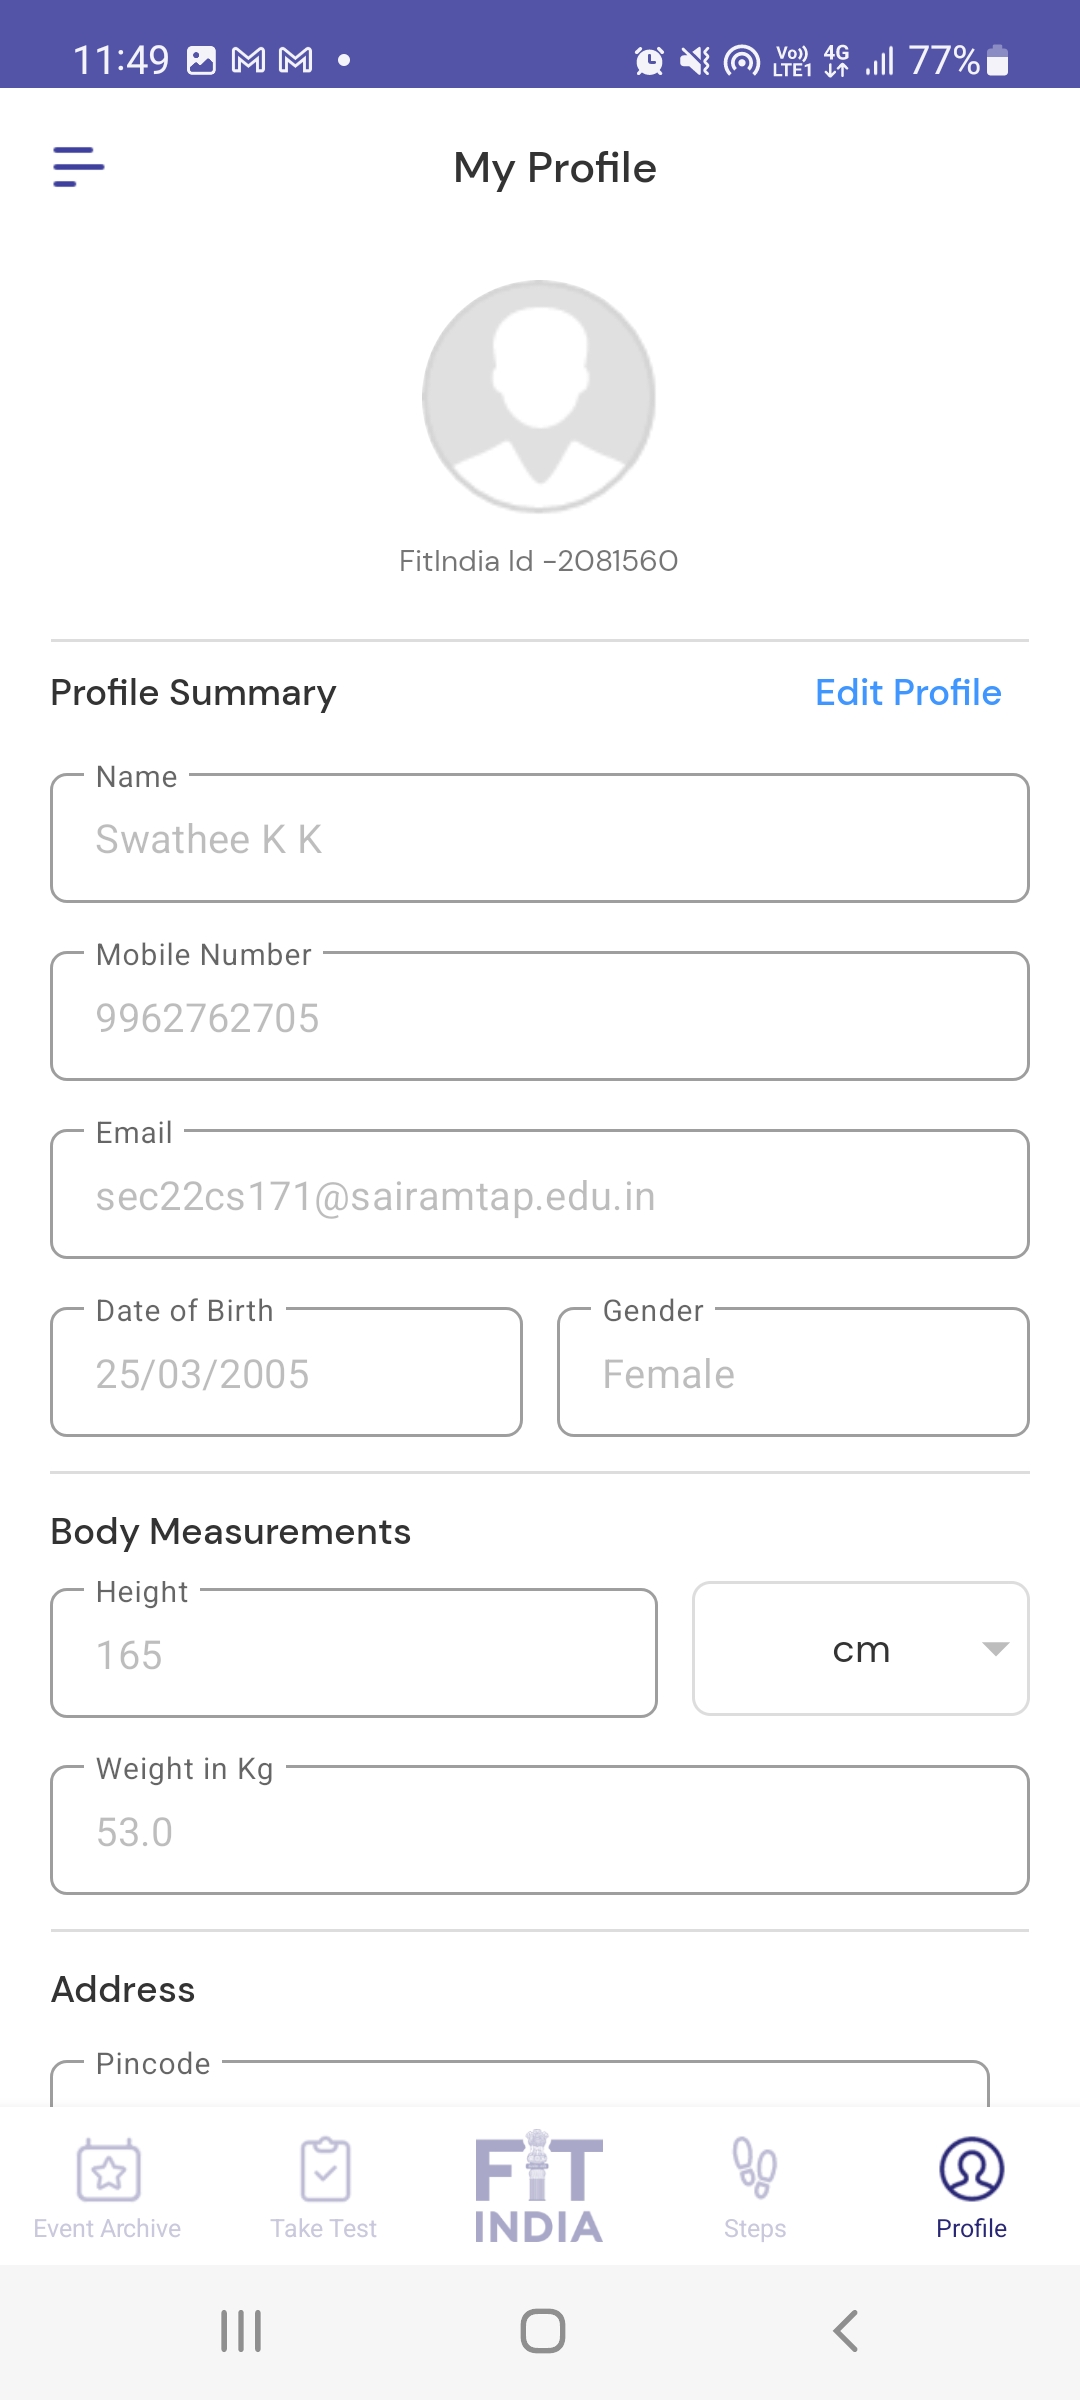 11:49 Vo)) LTE1 4G 77%
My Profile
FitIndia Id -2081560
Profile Summary Edit Profile
Name
Swathee K K
Mobile Number
9962762705
Email
sec22cs171@sairamtap.edu.in
Date of Birth Gender
25/03/2005 Female
Body Measurements
Height
165 cm
Weight in Kg
53.0
Address
Pincode
FIT
INDIA
Event Archive Take Test Steps Profile